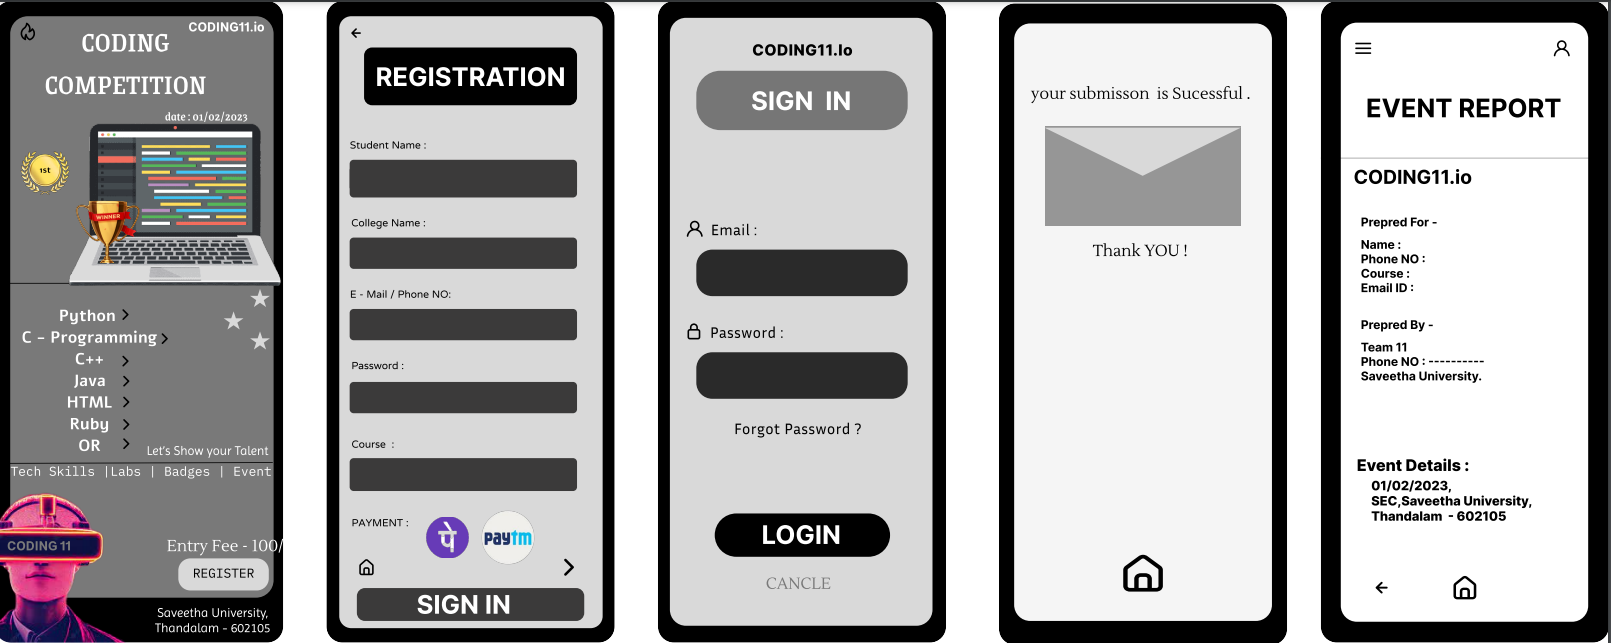 CODING11.io
CODING
COMPETITION
date : 01/02/2023
1st
WINNER
Python
C - Programming
C++
Java
HTML
Ruby
OR
Let's Show your Talent
Tech Skills |Labs | Badges | Event
CODING 11
Entry Fee - 100/
REGISTER
Saveetha University,
Thandalam - 602105
REGISTRATION
Student Name :
College Name :
E - Mail / Phone NO:
Password :
Course :
PAYMENT :
पे
paytm
SIGN IN
CODING11.Io
SIGN IN
Email :
Password :
Forgot Password ?
LOGIN
CANCLE
your submisson is Sucessful .
Thank YOU !
EVENT REPORT
CODING11.io
Prepred For -
Name :
Phone NO :
Course :
Email ID :
Prepred By -
Team 11
Phone NO : ----------
Saveetha University.
Event Details :
01/02/2023,
SEC,Saveetha University,
Thandalam - 602105